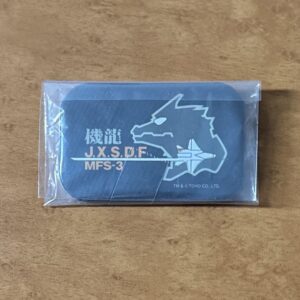 機龍
J.X.S.D.F
MFS-3
TM & © TOHO CO., LTD.